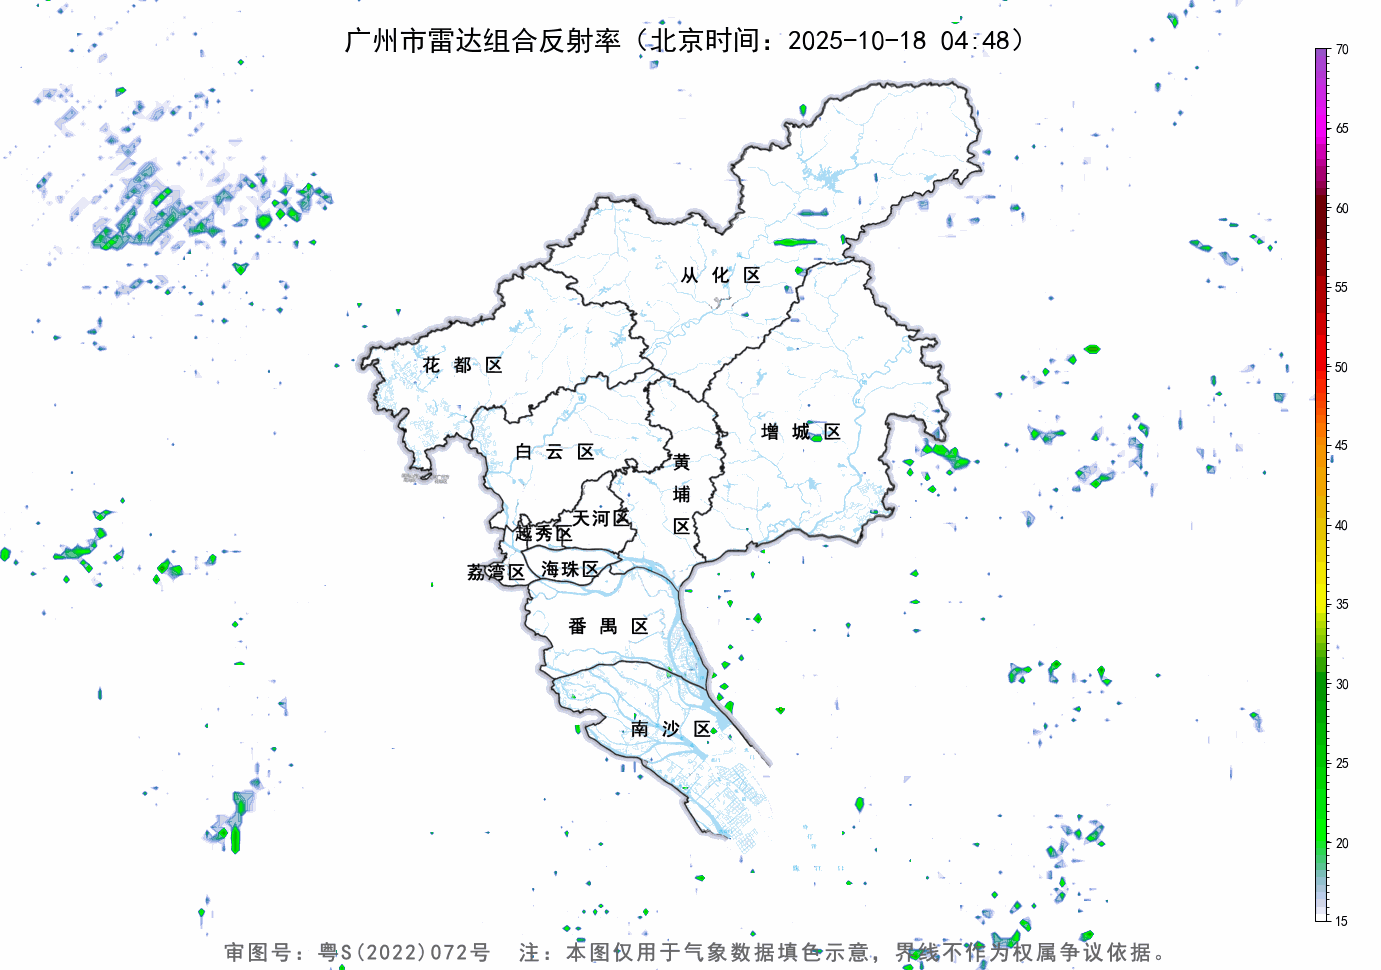 广州市雷达组合反射率（北京时间：2025-10-18 04:48）
70
65
60
55
50
45
40
35
30
25
20
15
从化区
花都区
增城区
白云区
黄埔区
天河区
越秀区
荔湾区
海珠区
番禺区
南沙区
审图号：粤S(2022)072号 注：本图仅用于气象数据填色示意，界线不作为权属争议依据。